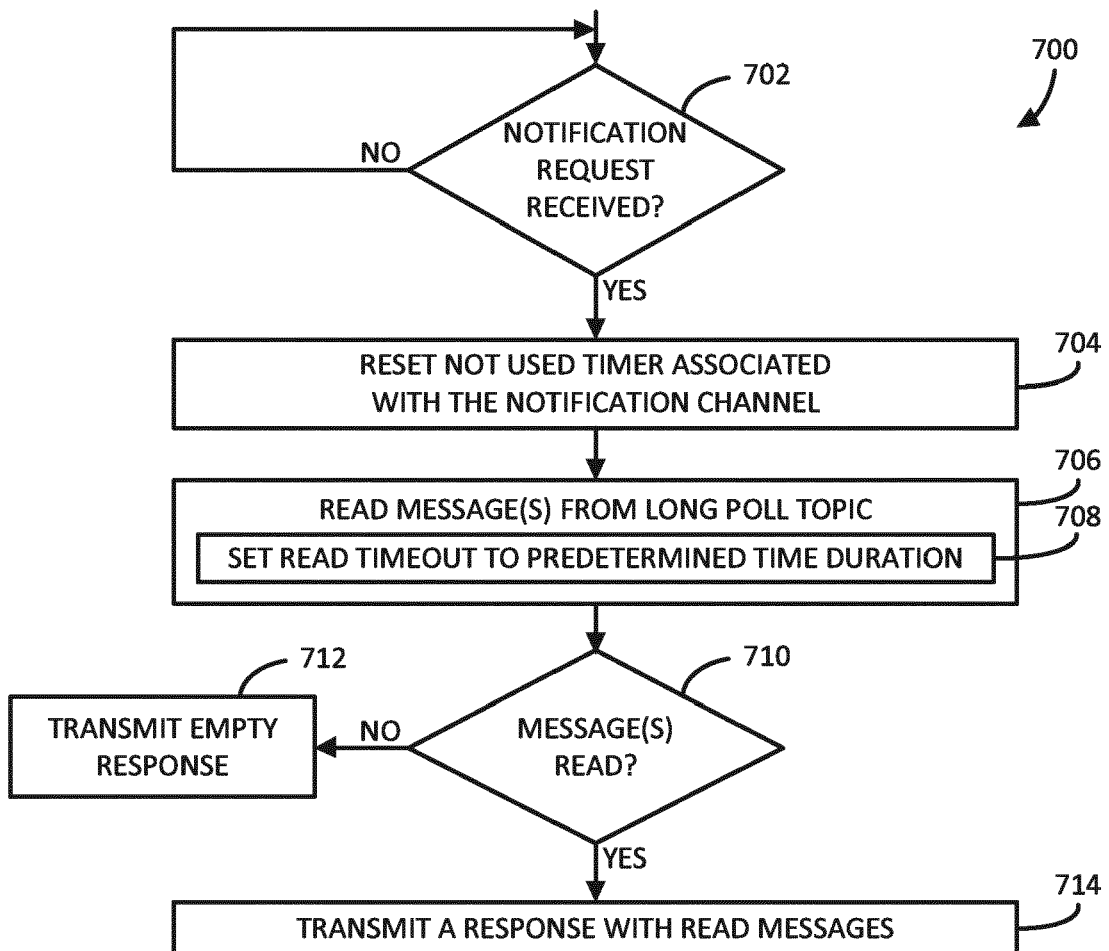 700
702
NOTIFICATION
REQUEST
RECEIVED?
NO
YES
704
RESET NOT USED TIMER ASSOCIATED
WITH THE NOTIFICATION CHANNEL
706
READ MESSAGE(S) FROM LONG POLL TOPIC
708
SET READ TIMEOUT TO PREDETERMINED TIME DURATION
710
712
MESSAGE(S)
READ?
NO
TRANSMIT EMPTY
RESPONSE
YES
714
TRANSMIT A RESPONSE WITH READ MESSAGES